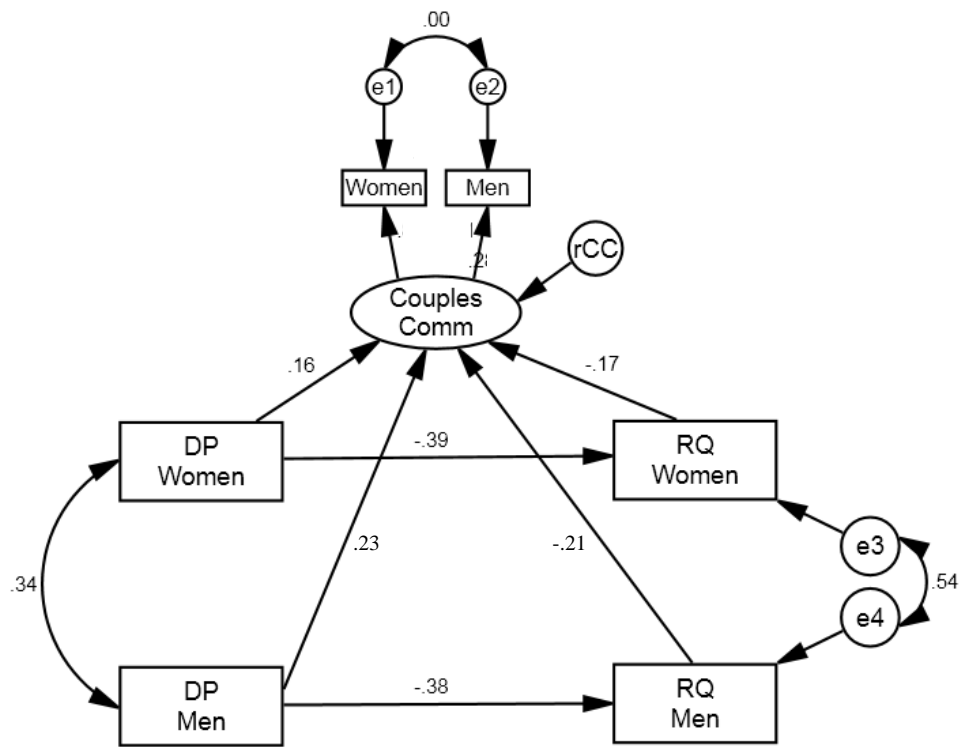 .00
e1
e2
Women
Men
rCC
Couples
Comm
.16
-.17
DP
Women
-.39
RQ
Women
.23
-.21
e3
.34
.54
e4
DP
Men
-.38
RQ
Men